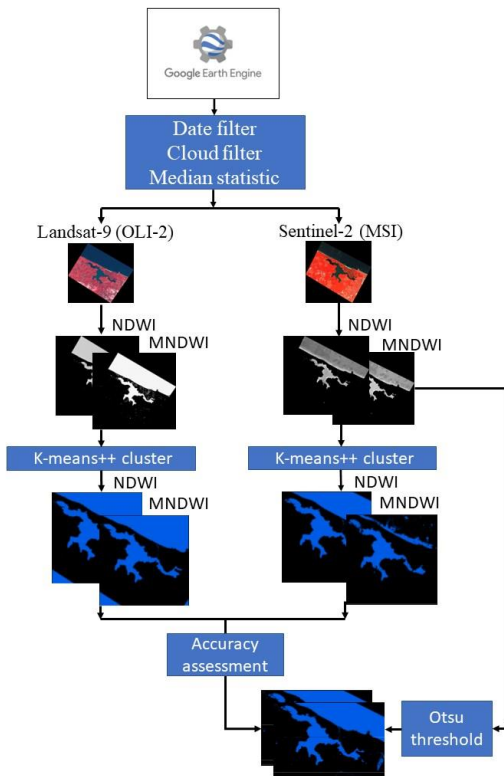 Google Earth Engine
Date filter
Cloud filter
Median statistic
Landsat-9 (OLI-2)
Sentinel-2 (MSI)
NDWI
MNDWI
NDWI
MNDWI
K-means++ cluster
K-means++ cluster
NDWI
MNDWI
NDWI
MNDWI
Accuracy
assessment
Otsu
threshold